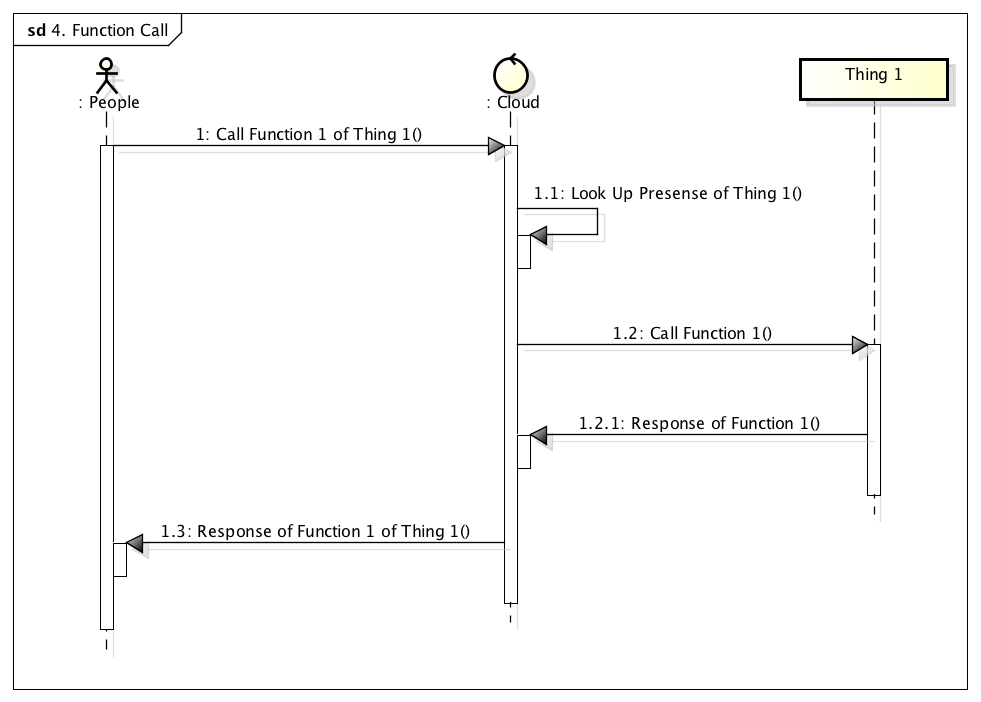 sd 4. Function Call
: People
: Cloud
Thing 1
1: Call Function 1 of Thing 1()
1.1: Look Up Presense of Thing 1()
1.2: Call Function 1()
1.2.1: Response of Function 1()
1.3: Response of Function 1 of Thing 1()